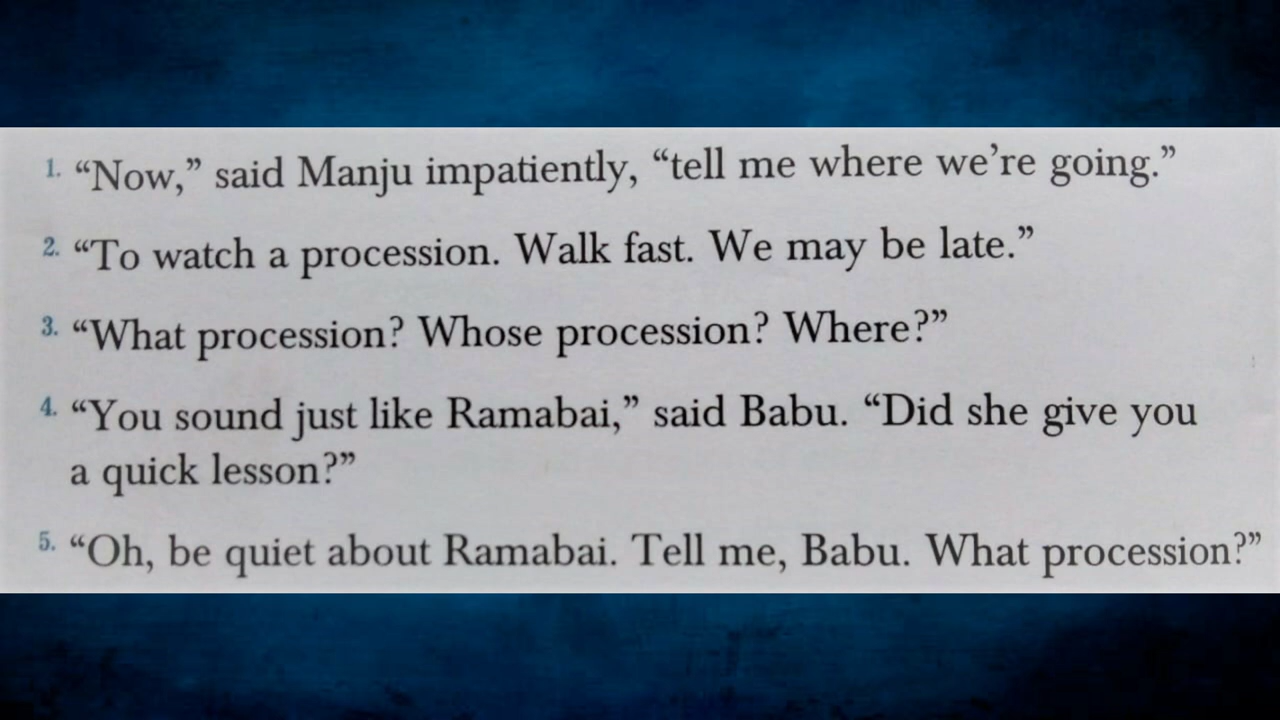 1. “Now,” said Manju impatiently, “tell me where we’re going.”
2. “To watch a procession. Walk fast. We may be late.”
3. “What procession? Whose procession? Where?”
4. “You sound just like Ramabai,” said Babu. “Did she give you
a quick lesson?”
5. “Oh, be quiet about Ramabai. Tell me, Babu. What procession?”